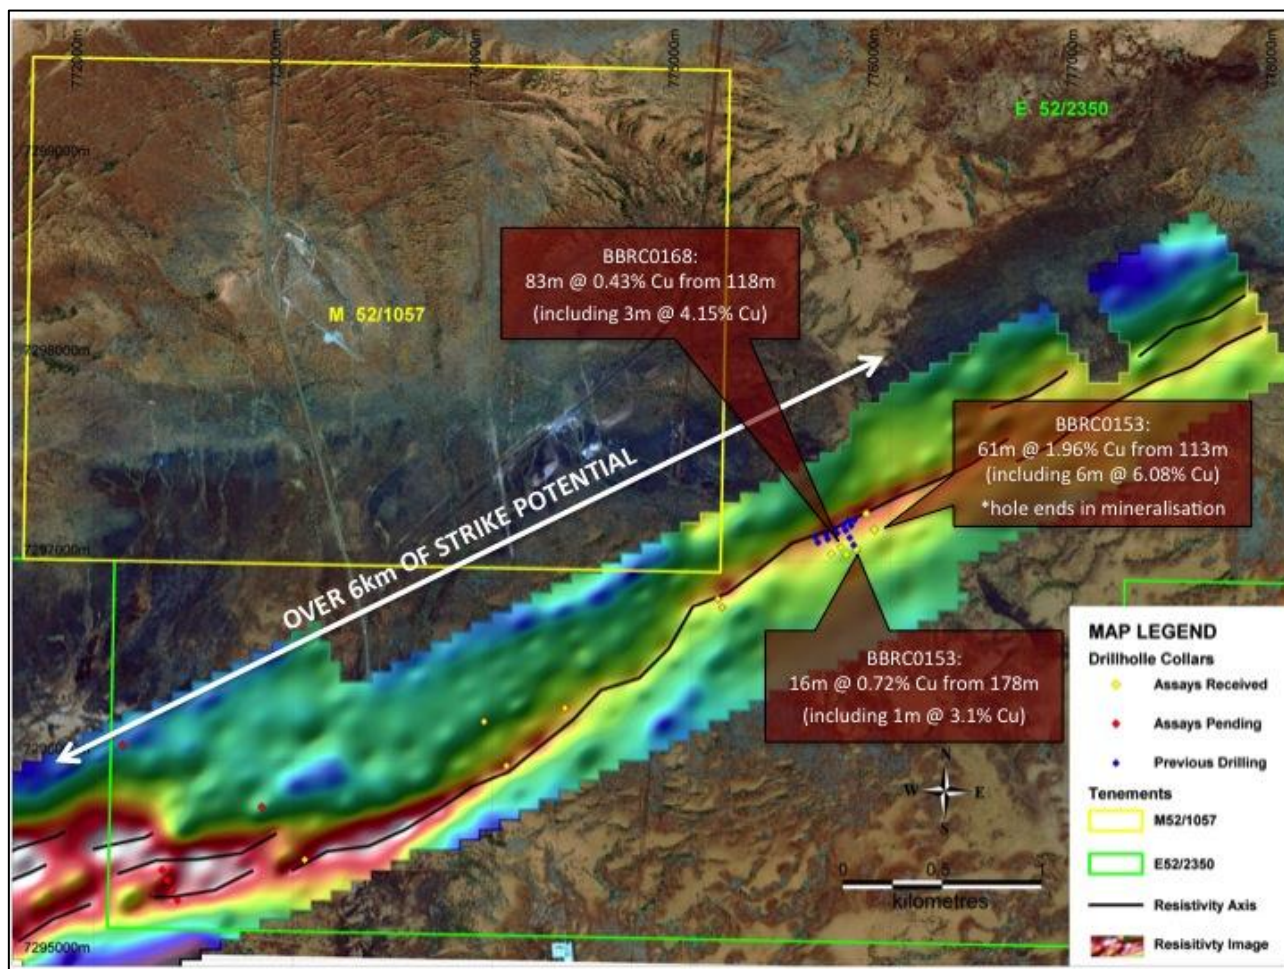 772000m
773000m
774000m
775000m
776000m
777000m
778000m
E 52/2350
7299000m
BBRC0168:
83m @ 0.43% Cu from 118m
(including 3m @ 4.15% Cu)
M 52/1057
7298000m
BBRC0153:
61m @ 1.96% Cu from 113m
(including 6m @ 6.08% Cu)
*hole ends in mineralisation
OVER 6km OF STRIKE POTENTIAL
7297000m
BBRC0153:
16m @ 0.72% Cu from 178m
(including 1m @ 3.1% Cu)
MAP LEGEND
Drillholle Collars
Assays Received
Assays Pending
Previous Drilling
Tenements
M52/1057
E52/2350
Resistivity Axis
Resisitivty Image
7296000m
N
W
E
S
0
0.5
1
kilometres
7295000m